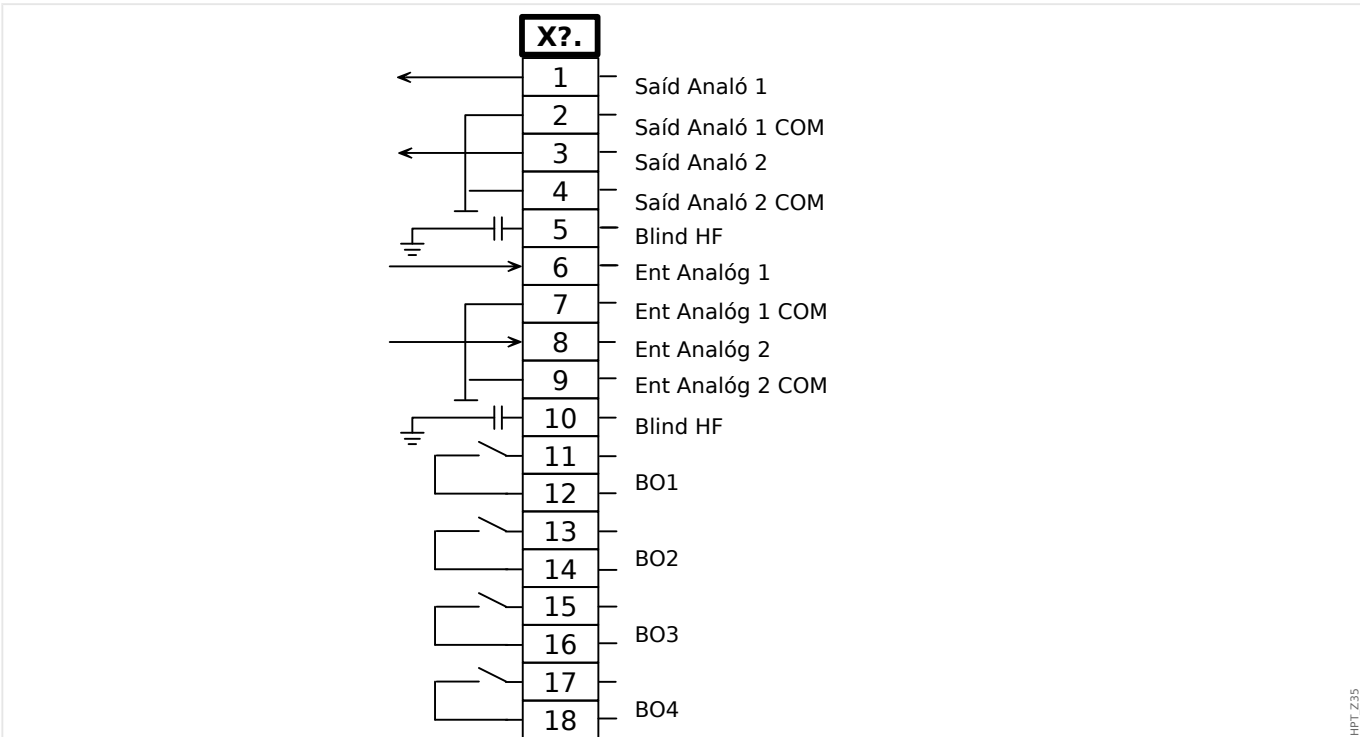 X?.
1 Saíd Analó 1
2 Saíd Analó 1 COM
3 Saíd Analó 2
4 Saíd Analó 2 COM
5 Blind HF
6 Ent Analóg 1
7 Ent Analóg 1 COM
8 Ent Analóg 2
9 Ent Analóg 2 COM
10 Blind HF
11
BO1
12
13
BO2
14
15
BO3
16
17
BO4
18
HPT_Z35